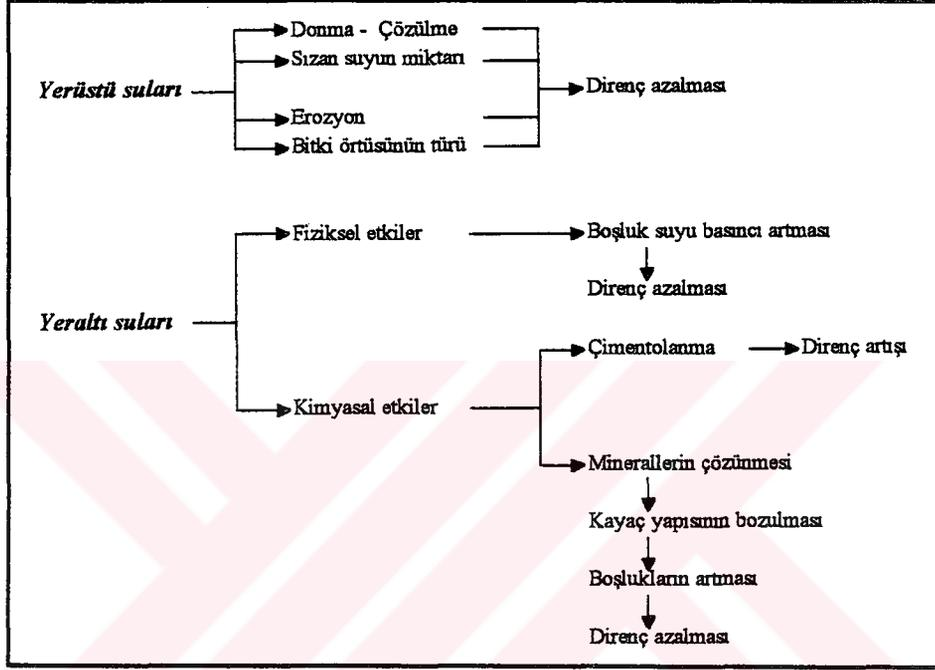 Donma - Çözülme
Sızan suyun miktarı
Yerüstü suları
Direnç azalması
Erozyon
Bitki örtüsünün türü
Fiziksel etkiler
Boşluk suyu basıncı artması
Direnç azalması
Yeraltı suları
Çimentolanma
Direnç artışı
Kimyasal etkiler
Minerallerin çözünmesi
Kayaç yapısının bozulması
Boşlukların artması
Direnç azalması